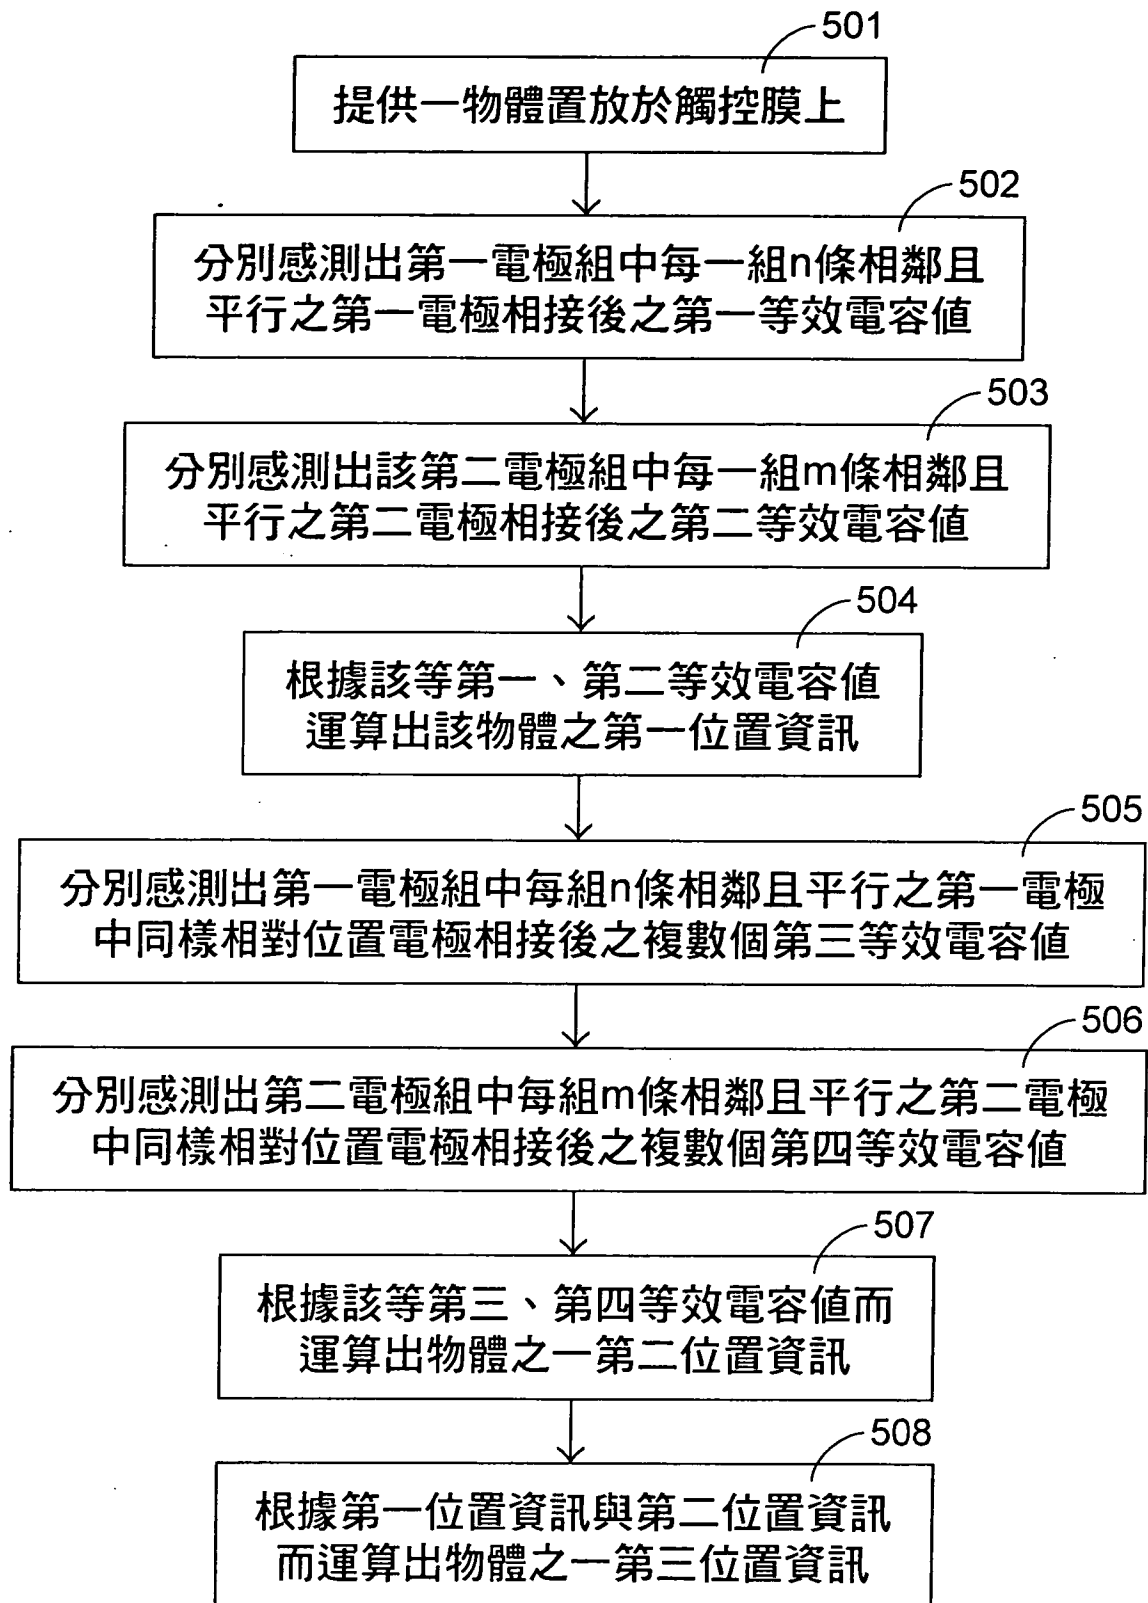 501
提供一物體置放於觸控膜上
502
分別感測出第一電極組中每一組n條相鄰且
平行之第一電極相接後之第一等效電容值
503
分別感測出該第二電極組中每一組m條相鄰且
平行之第二電極相接後之第二等效電容值
504
根據該等第一、第二等效電容值
運算出該物體之第一位置資訊
505
分別感測出第一電極組中每組n條相鄰且平行之第一電極
中同樣相對位置電極相接後之複數個第三等效電容值
506
分別感測出第二電極組中每組m條相鄰且平行之第二電極
中同樣相對位置電極相接後之複數個第四等效電容值
507
根據該等第三、第四等效電容值而
運算出物體之一第二位置資訊
508
根據第一位置資訊與第二位置資訊
而運算出物體之一第三位置資訊